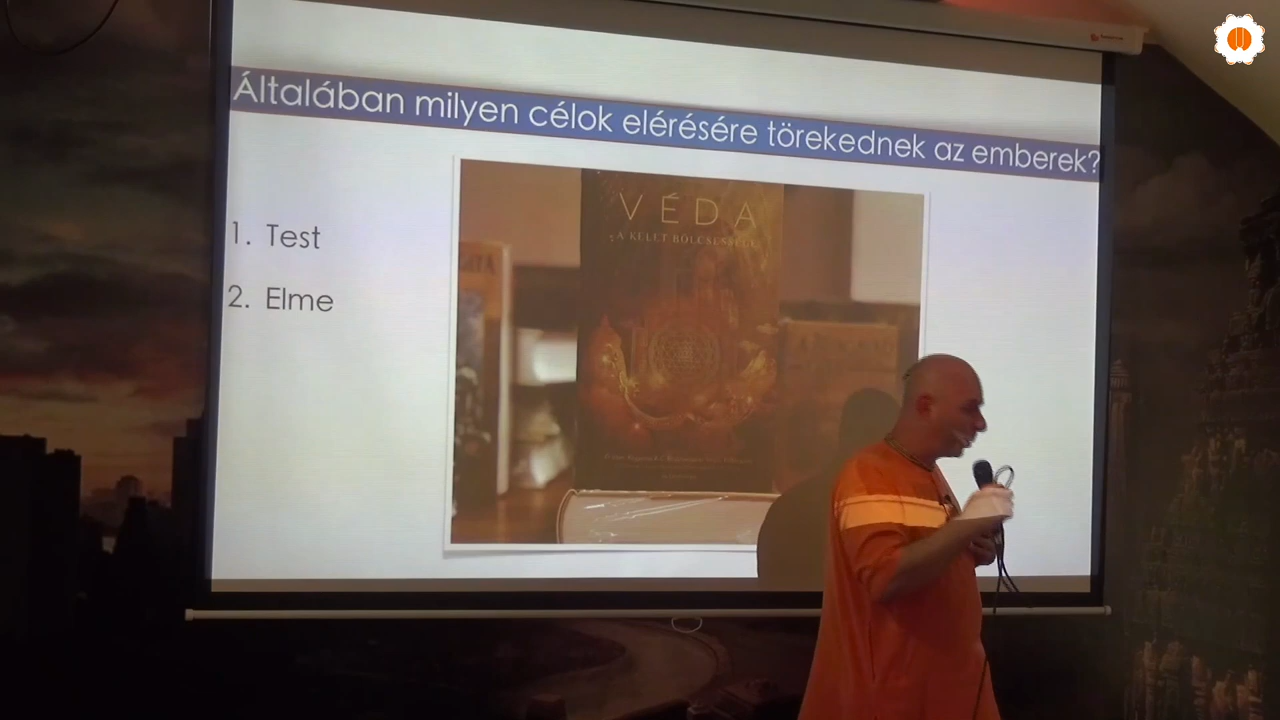 Általában milyen célok elérésére törekednek az emberek?
1. Test
2. Elme
VÉDA
A KELET BÖLCSESSÉGE